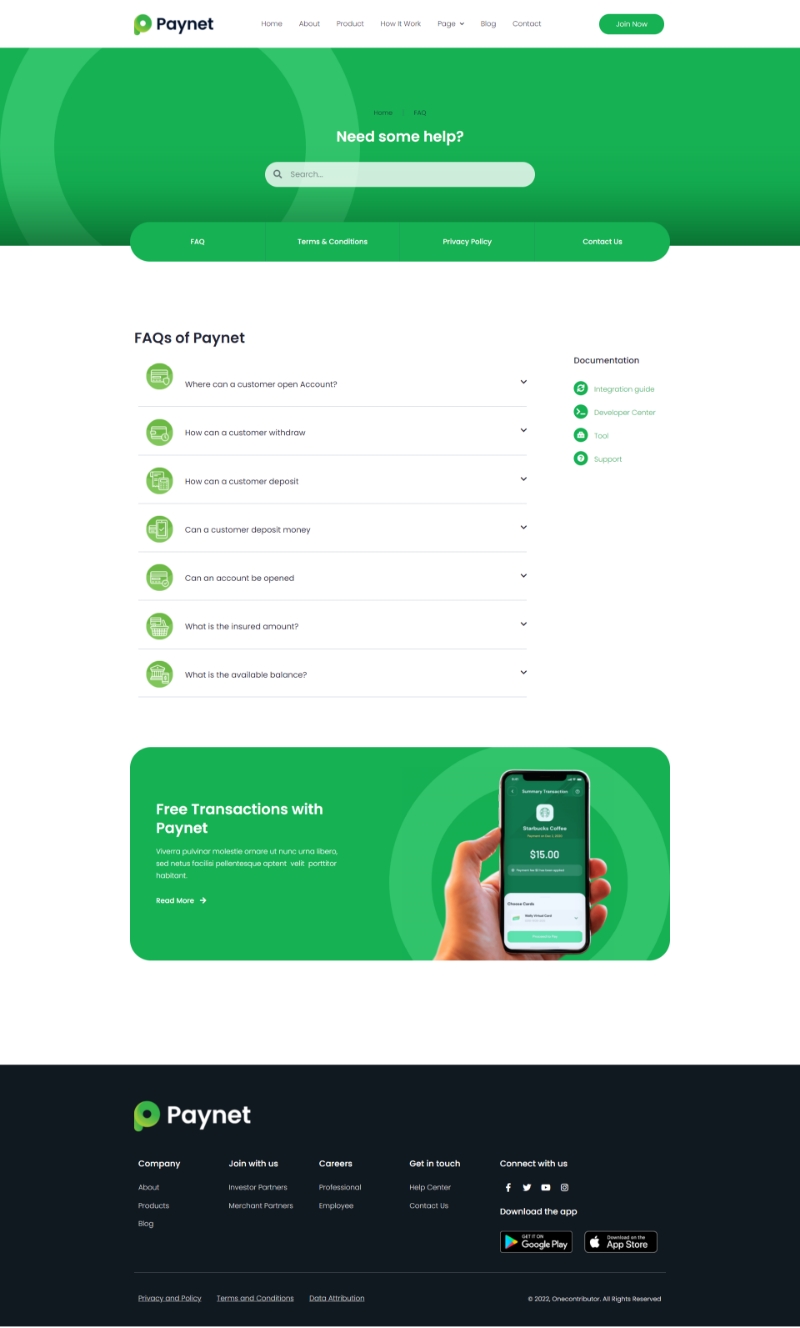 Paynet
Home About Product How It Work Page Blog Contact
Join Now
Home FAQ
Need some help?
Search...
FAQ Terms & Conditions Privacy Policy Contact Us
FAQs of Paynet
Where can a customer open Account?
How can a customer withdraw
How can a customer deposit
Can a customer deposit money
Can an account be opened
What is the insured amount?
What is the available balance?
Documentation
Integration guide
Developer Center
Tool
Support
Free Transactions with
Paynet
Viverra pulvinar molestie ornare ut nunc urna libero,
sed netus facilisi pellentesque aptent velit porttitor
habitant.
Read More
Summary Transaction
Starbucks Coffee
$15.00
Choose Cards
Paynet
Company
About
Products
Blog
Join with us
Investor Partners
Merchant Partners
Careers
Professional
Employee
Get in touch
Help Center
Contact Us
Connect with us
Download the app
GET IT ON
Google Play
Download on the
App Store
Privacy and Policy Terms and Conditions Data Attribution
© 2022, Onecontributor. All Rights Reserved